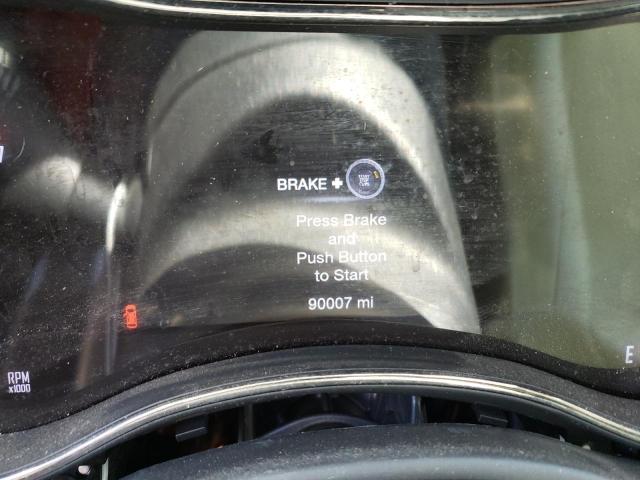 BRAKE +
Press Brake
and
Push Button
to Start
90007 mi
RPM
x1000
E